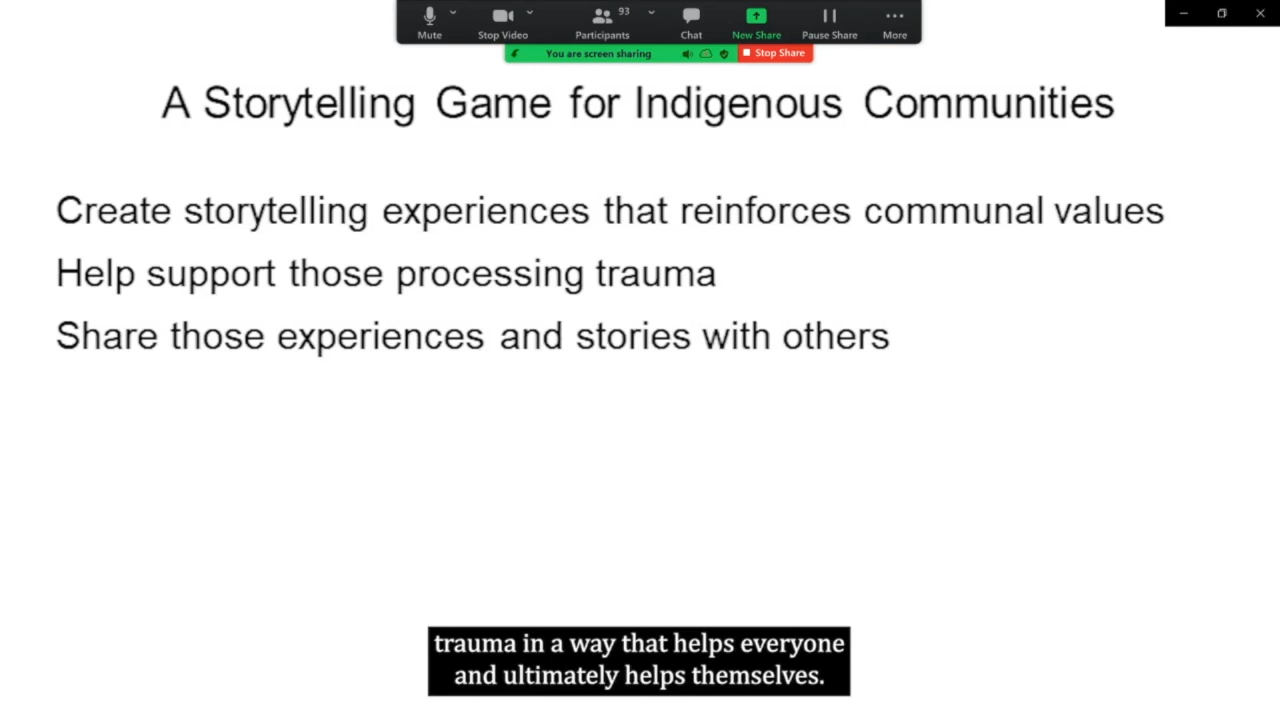 93
Mute
Stop Video
Participants
Chat
New Share
Pause Share
More
You are screen sharing
Stop Share
A Storytelling Game for Indigenous Communities
Create storytelling experiences that reinforces communal values
Help support those processing trauma
Share those experiences and stories with others
trauma in a way that helps everyone
and ultimately helps themselves.